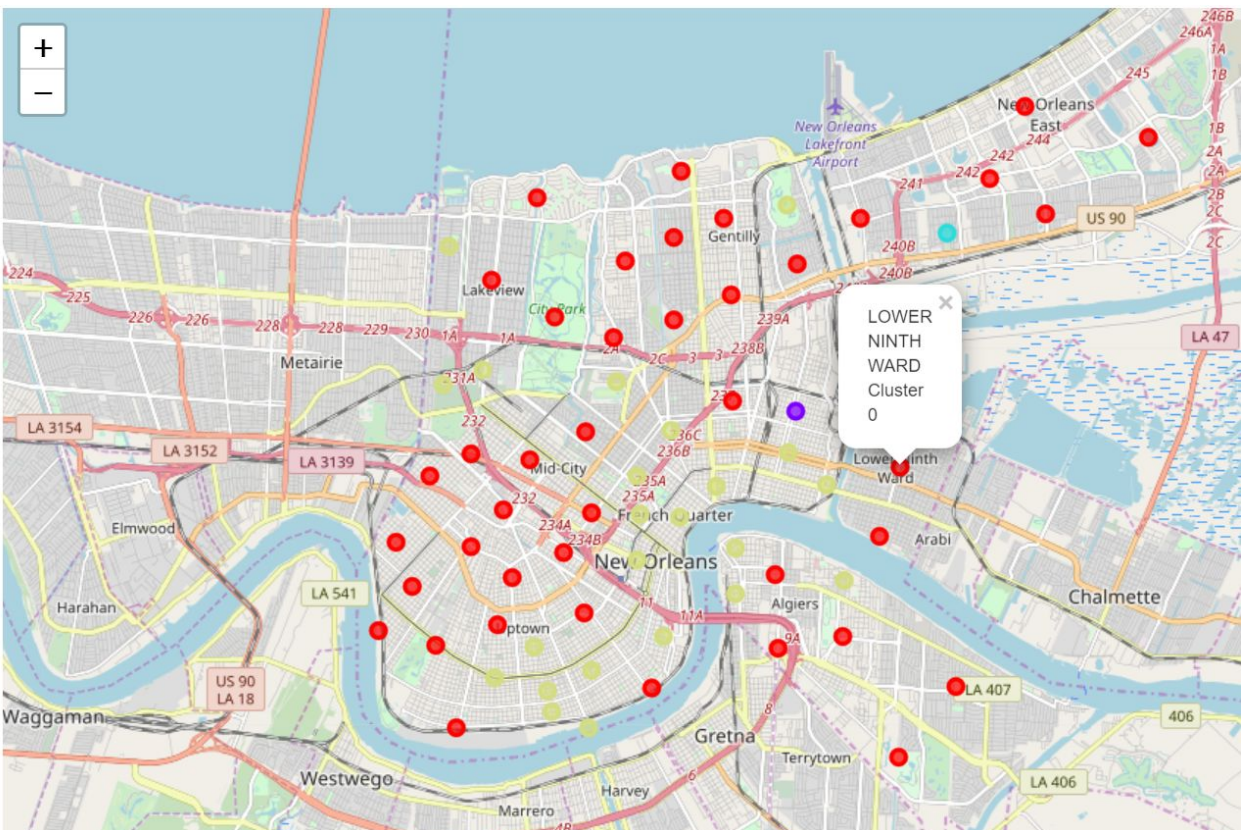 +
−
246B
246A
1A
245
1B
New Orleans
East
244
New Orleans
Lakefront
Airport
1B
242
2A
242
2A
241
2B
2C
US 90
Gentilly
240B
2C
240B
224
Lakeview
225
City Park
226
226
228
228
229
230
1A
1A
2A
2C
3
3
239A
238B
LOWER
NINTH
WARD
Cluster
0
×
LA 47
Metairie
231A
232
LA 3154
236C
236B
LA 3152
LA 3139
Mid-City
Lower Ninth
Ward
235A
235A
232
French Quarter
234A
234B
Elmwood
Arabi
New Orleans
LA 541
11
Chalmette
Harahan
11A
Algiers
Uptown
9A
US 90
LA 18
LA 407
8
Waggaman
406
Gretna
Terrytown
Westwego
6
LA 406
Harvey
Marrero
4B